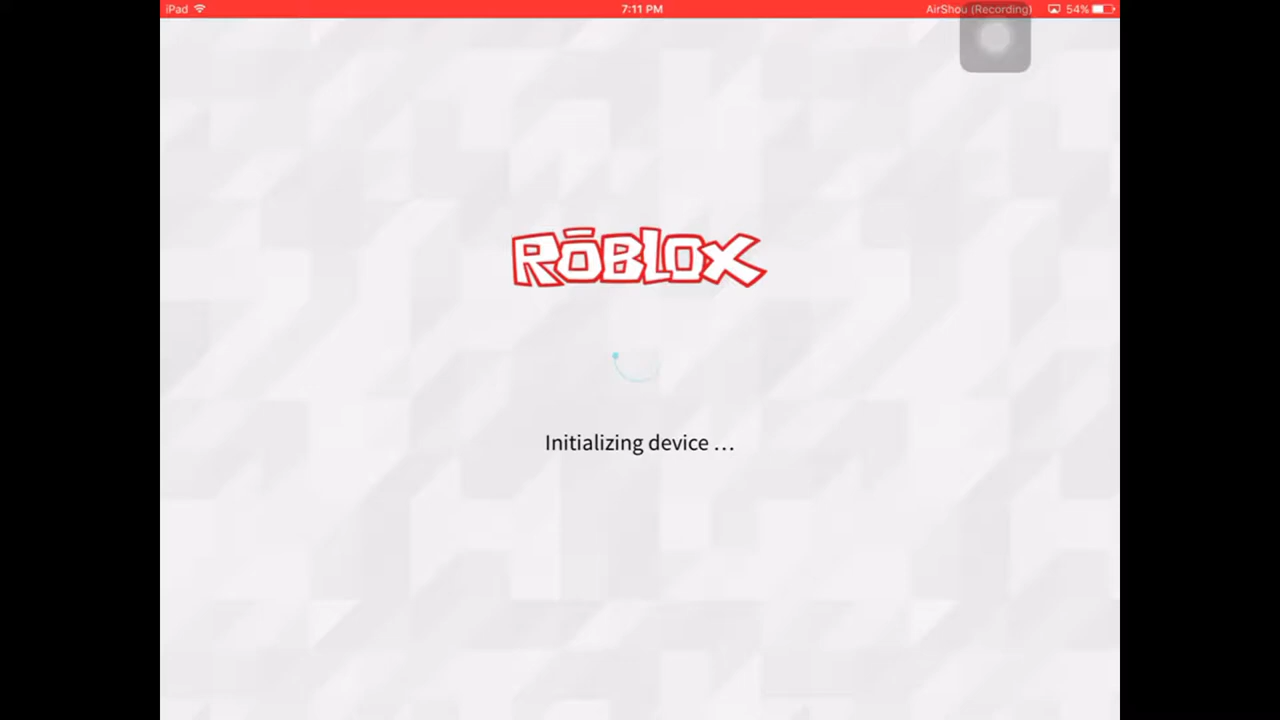 iPad 7:11 PM AirShou (Recording) 54%
RŌBLOX
Initializing device ...